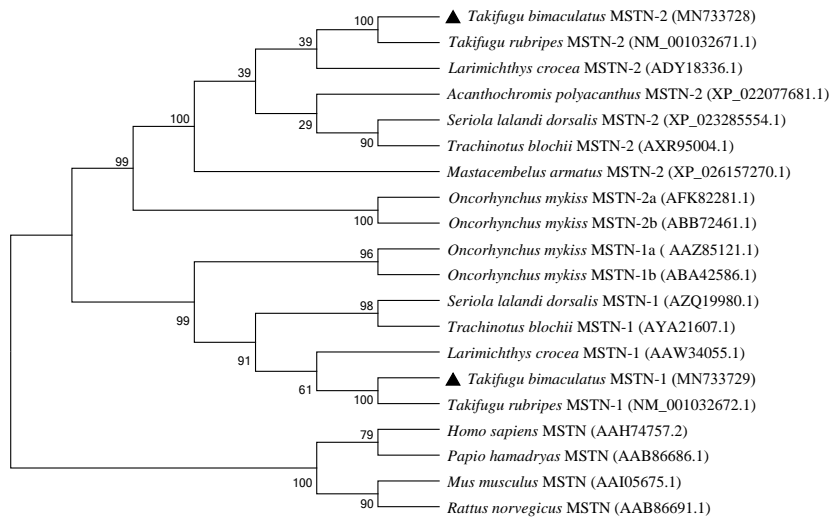 100
▲ Takifugu bimaculatus MSTN-2 (MN733728)
39
Takifugu rubripes MSTN-2 (NM_001032671.1)
39
Larimichthys crocea MSTN-2 (ADY18336.1)
Acanthochromis polyacanthus MSTN-2 (XP_022077681.1)
100
29
Seriola lalandi dorsalis MSTN-2 (XP_023285554.1)
90
Trachinotus blochii MSTN-2 (AXR95004.1)
99
Mastacembelus armatus MSTN-2 (XP_026157270.1)
Oncorhynchus mykiss MSTN-2a (AFK82281.1)
100
Oncorhynchus mykiss MSTN-2b (ABB72461.1)
96
Oncorhynchus mykiss MSTN-1a ( AAZ85121.1)
Oncorhynchus mykiss MSTN-1b (ABA42586.1)
98
Seriola lalandi dorsalis MSTN-1 (AZQ19980.1)
99
Trachinotus blochii MSTN-1 (AYA21607.1)
91
Larimichthys crocea MSTN-1 (AAW34055.1)
▲ Takifugu bimaculatus MSTN-1 (MN733729)
61
100
Takifugu rubripes MSTN-1 (NM_001032672.1)
Homo sapiens MSTN (AAH74757.2)
79
Papio hamadryas MSTN (AAB86686.1)
100
Mus musculus MSTN (AAI05675.1)
90
Rattus norvegicus MSTN (AAB86691.1)